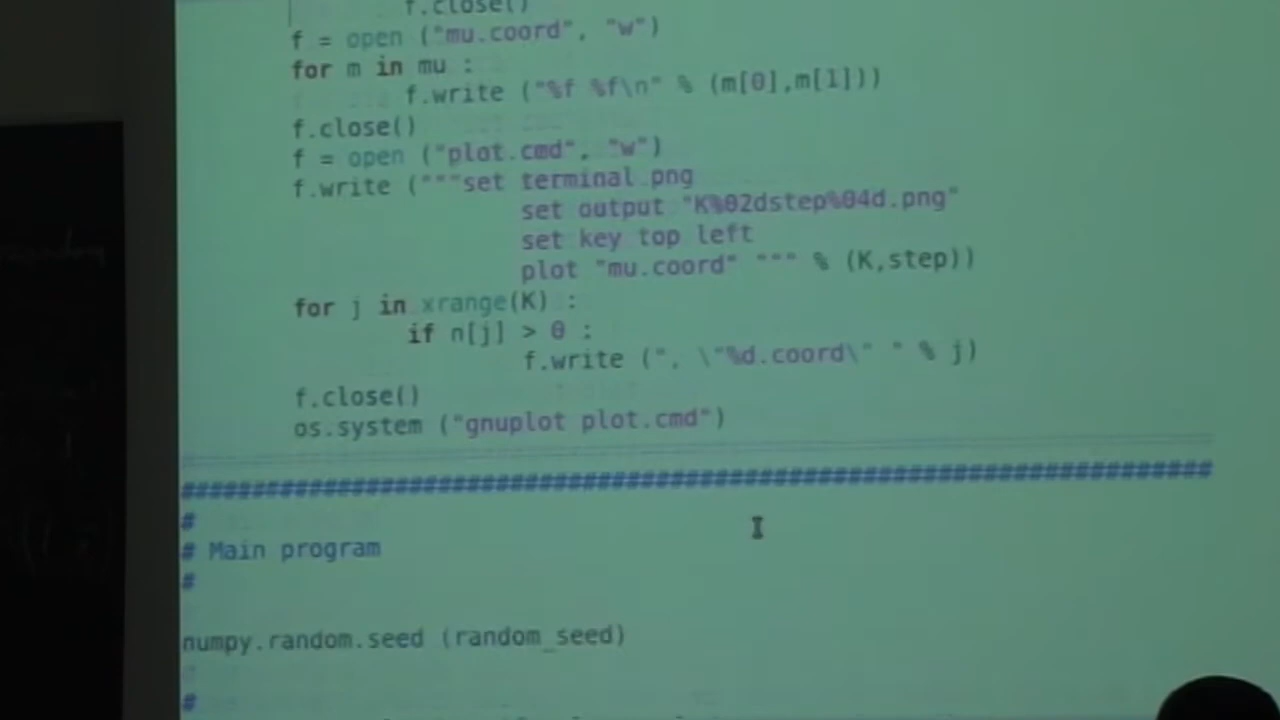 f.close()
f = open ("mu.coord", "w")
for m in mu :
f.write ("%f %f\n" % (m[0],m[1]))
f.close()
f = open ("plot.cmd", "w")
f.write ("""set terminal png
set output "K%02dstep%04d.png"
set key top left
plot "mu.coord" """ % (K,step))
for j in xrange(K) :
if n[j] > 0 :
f.write (", \"%d.coord\" " % j)
f.close()
os.system ("gnuplot plot.cmd")
#
# Main program
#
numpy.random.seed (random_seed)
#